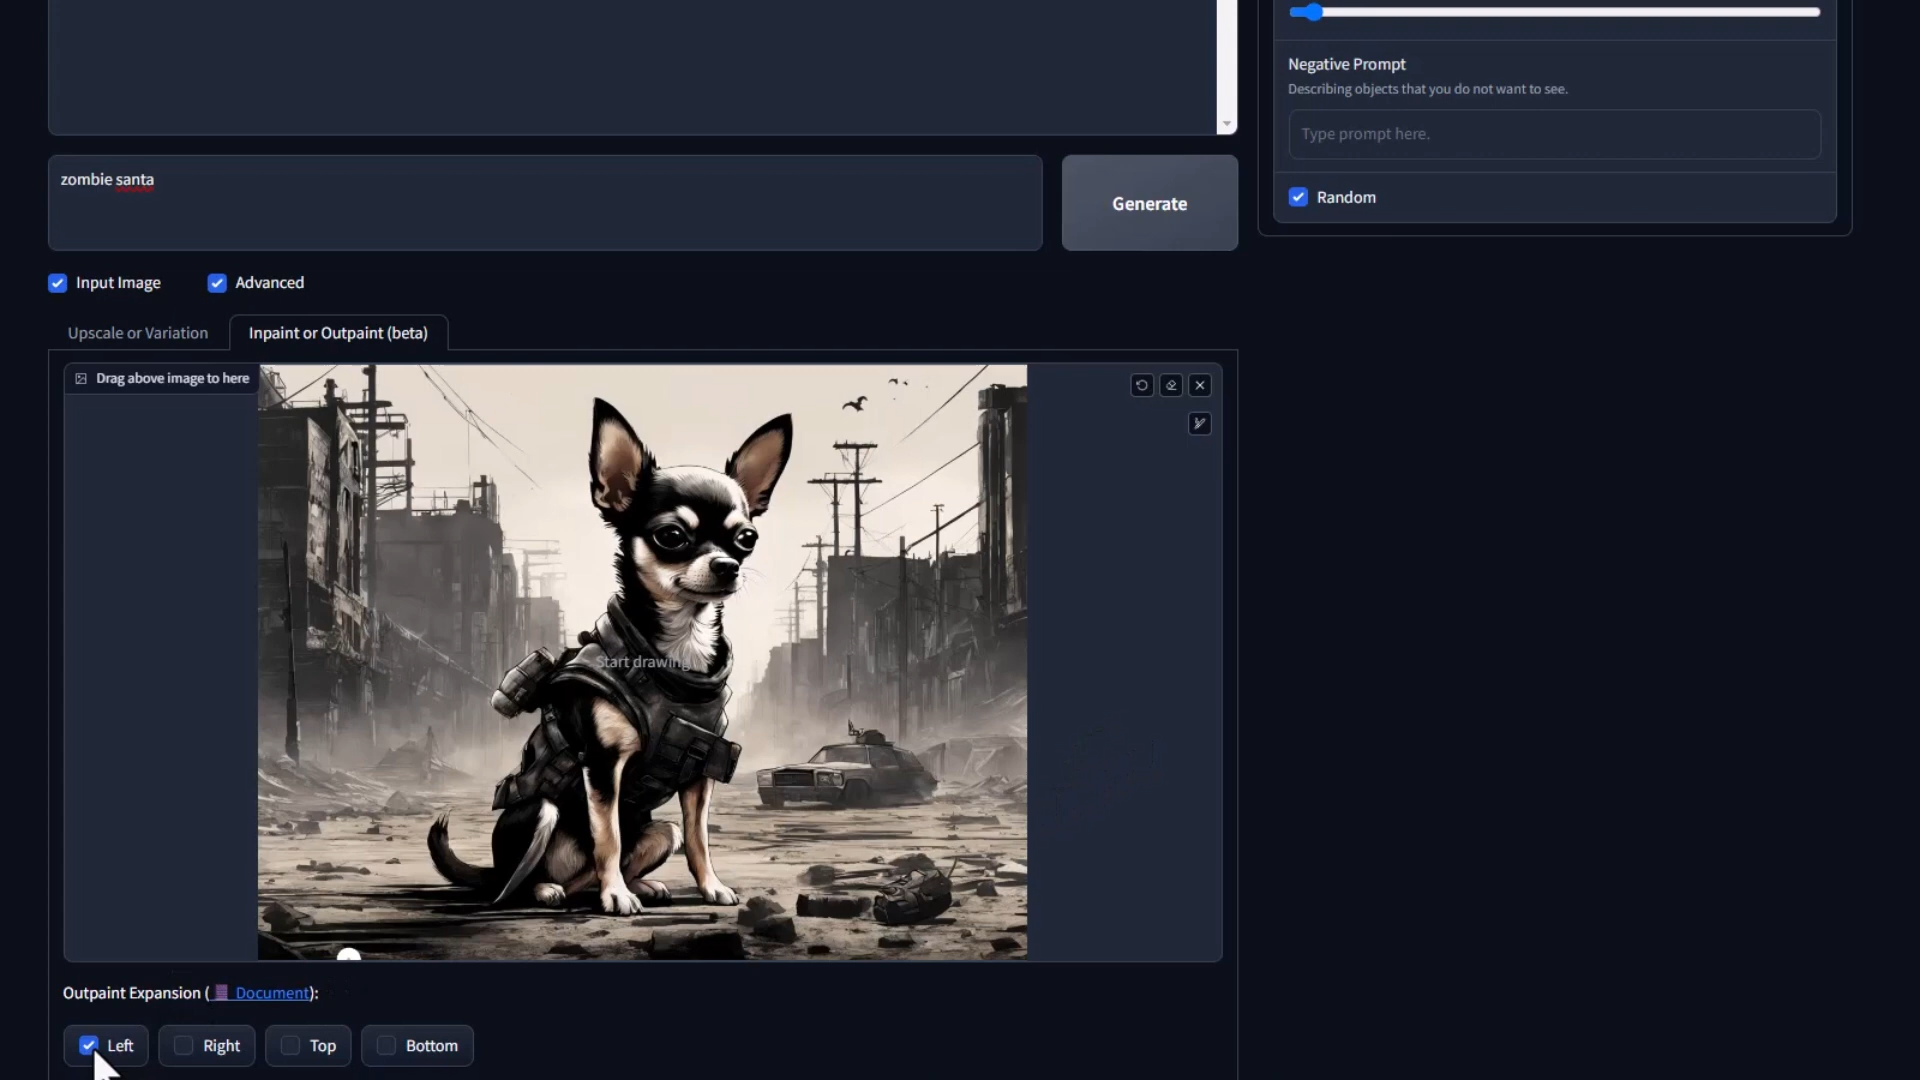 Negative Prompt
Describing objects that you do not want to see.
Type prompt here.
zombie santa
Generate
Random
Input Image
Advanced
Upscale or Variation
Inpaint or Outpaint (beta)
Drag above image to here
Start drawing
Outpaint Expansion ( Document):
Left
Right
Top
Bottom